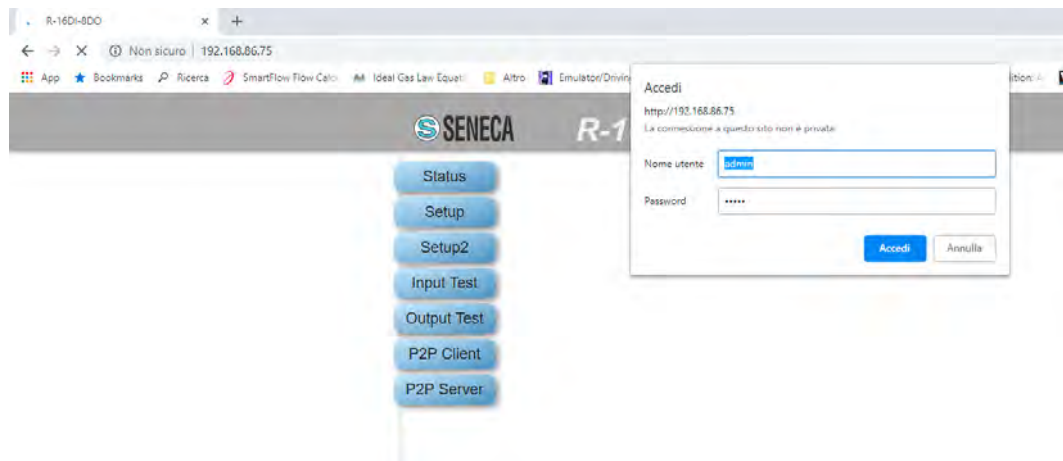 R-16DI-8DO
Non sicuro | 192.168.86.75
App Bookmarks Ricerca SmartFlow Flow Calc Ideal Gas Law Equati Altro Emulator/Driving
SENECA R-1
Accedi
http://192.168.86.75
La connessione a questo sito non è privata
Nome utente admin
Password •••••
Accedi Annulla
Status
Setup
Setup2
Input Test
Output Test
P2P Client
P2P Server